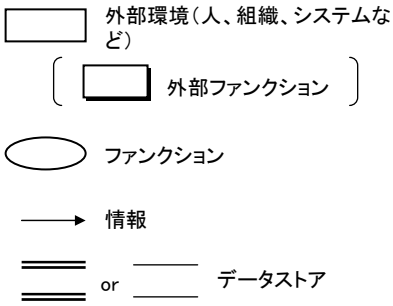 外部環境(人、組織、システムな
ど)
外部ファンクション
ファンクション
情報
or データストア